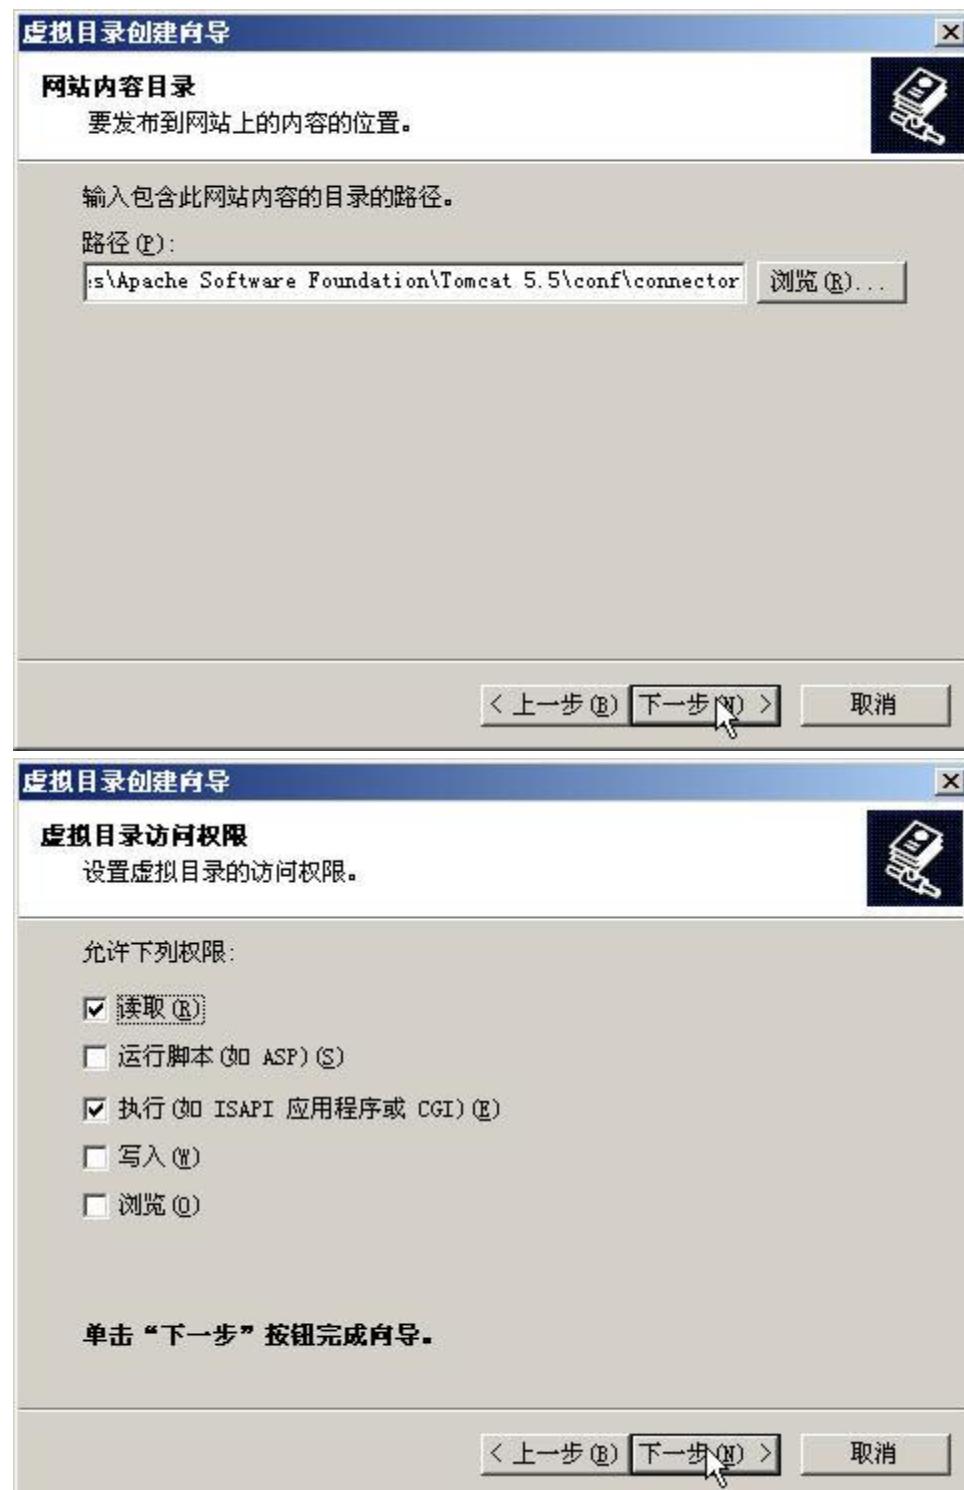 虚拟目录创建向导
网站内容目录
要发布到网站上的内容的位置。
输入包含此网站内容的目录的路径。
路径(P):
s\Apache Software Foundation\Tomcat 5.5\conf\connector
浏览(R)...
< 上一步(B)
下一步(N) >
取消
虚拟目录创建向导
虚拟目录访问权限
设置虚拟目录的访问权限。
允许下列权限:
读取(R)
运行脚本(如 ASP)(S)
执行(如 ISAPI 应用程序或 CGI)(E)
写入(W)
浏览(O)
单击“下一步”按钮完成向导。
< 上一步(B)
下一步(N) >
取消